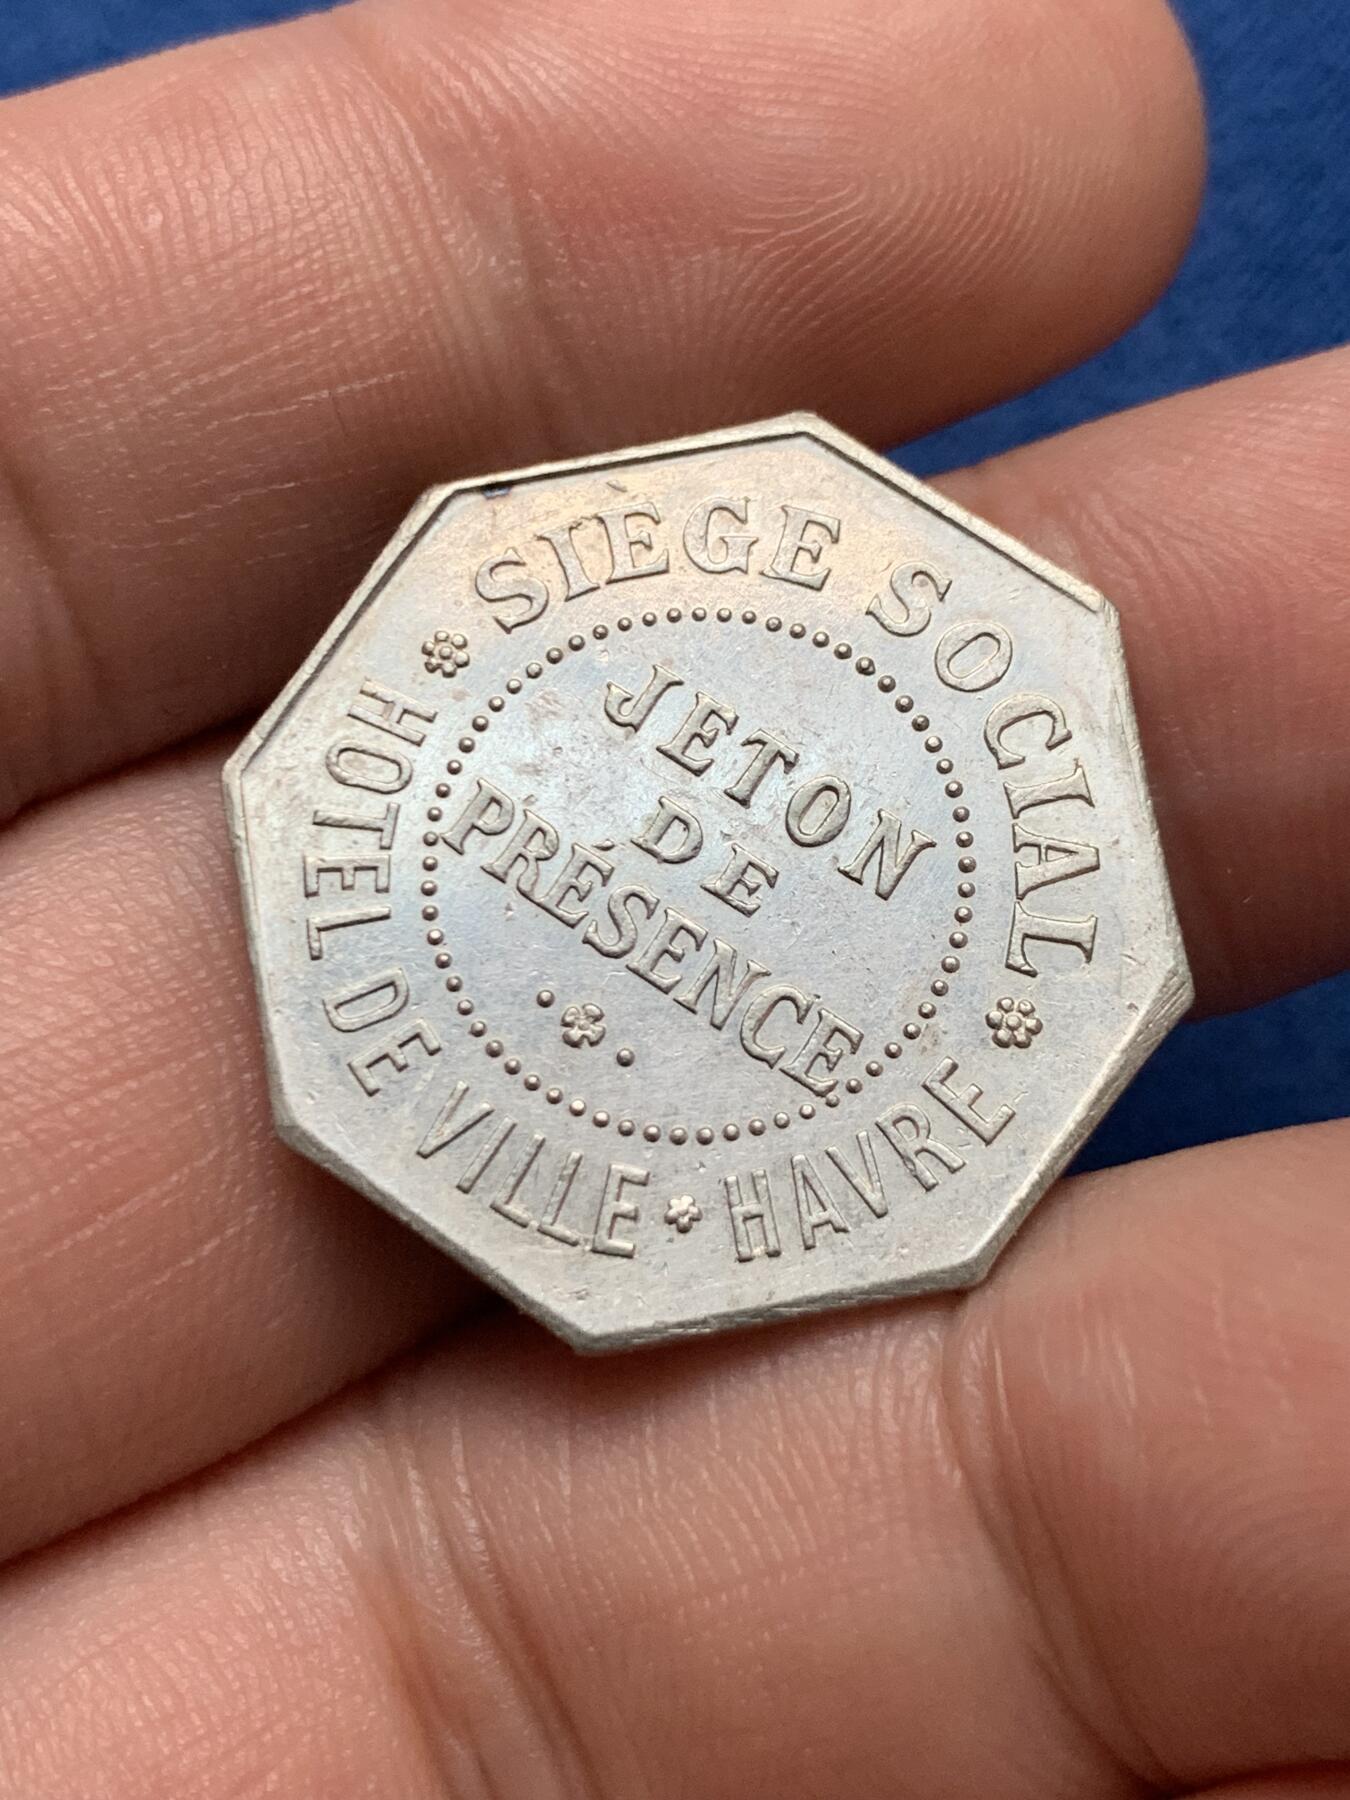 SIÈGE SOCIAL
JETON
DE
PRÉSENCE
HOTEL DE VILLE
HAVRE